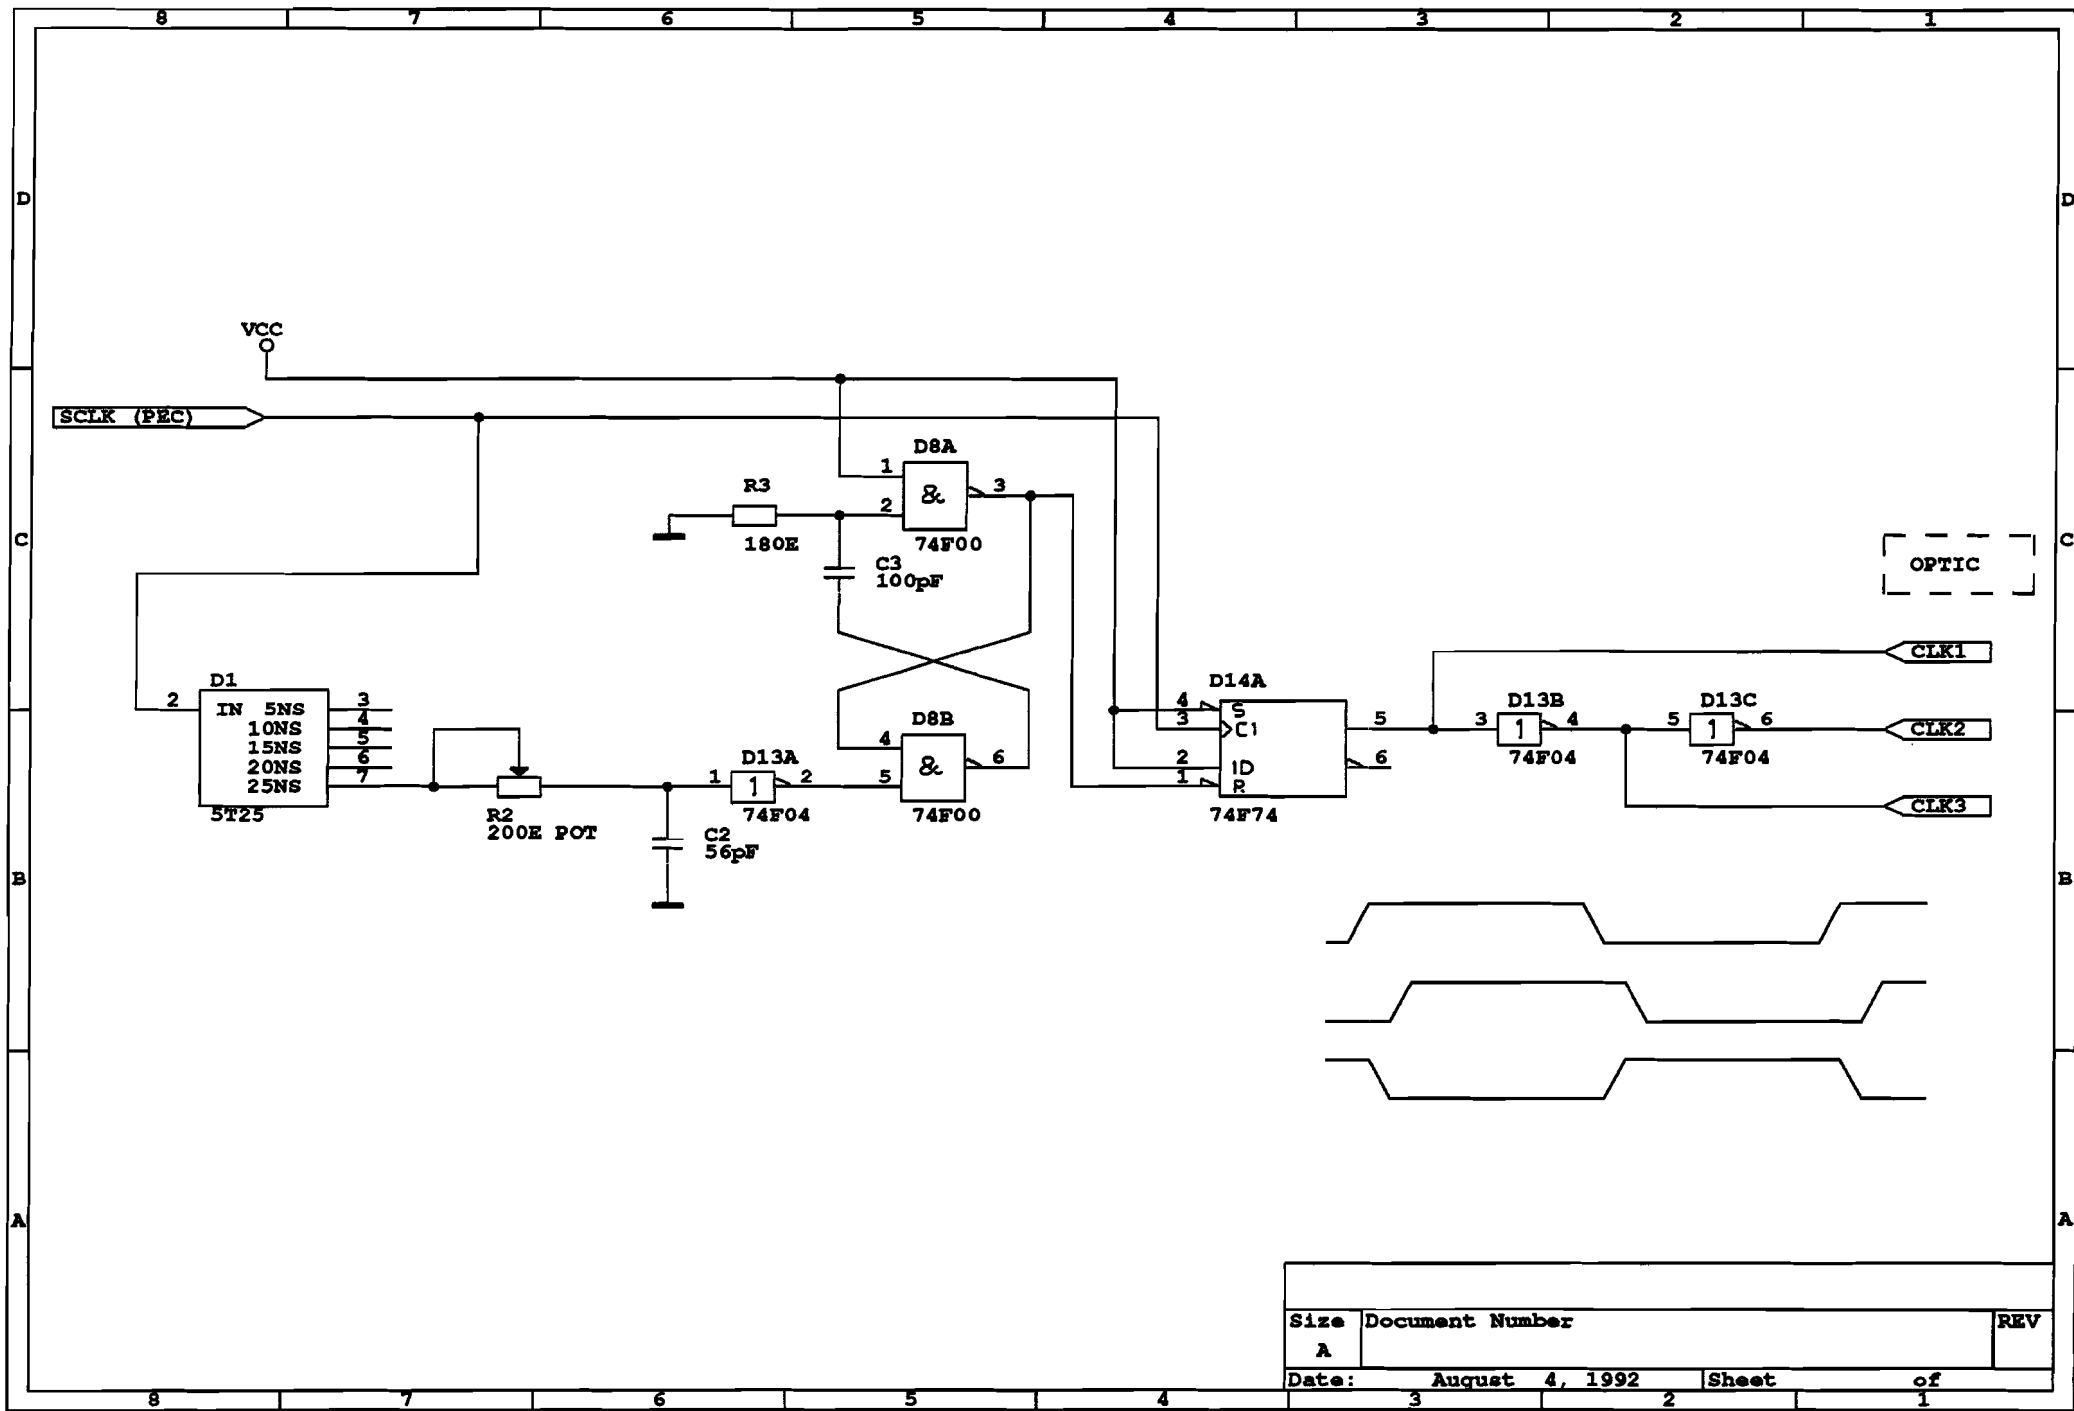 8 7 6 5 4 3 2 1
D D
VCC
SCLK (PEC)
D8A
1
R3
&
3
2
180E
74F00
C C
C3
100pF
OPTIC
CLK1
D1
D14A
2
IN 5NS 3
10NS 4
15NS 5
20NS 6
25NS 7
5T25
D8B
4
&
6
5
74F00
D13A
1 1 2
74F04
R2
200E POT
C2
56pF
4 S
3 C1
2 1D
1 R
5
6
74F74
D13B
3 1 4
74F04
D13C
5 1 6
74F04
CLK2
CLK3
B B
A A
Size Document Number REV
A
Date: August 4, 1992 Sheet of
8 7 6 5 4 3 2 1